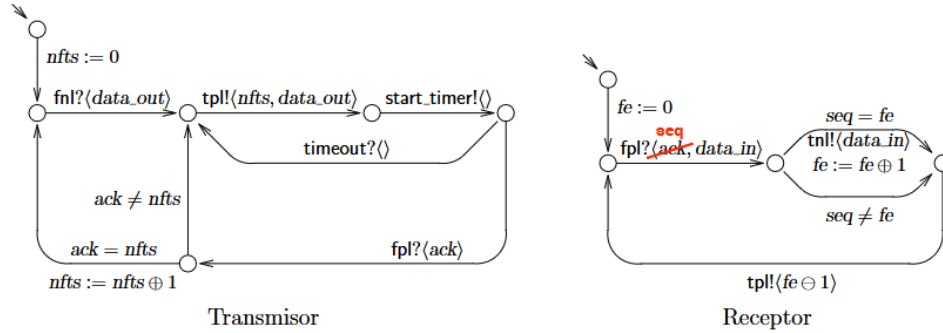 nfts := 0
fnl?⟨data_out⟩
tpl!⟨nfts, data_out⟩
start_timer!⟨⟩
timeout?⟨⟩
ack ≠ nfts
ack = nfts
nfts := nfts ⊕ 1
fpl?⟨ack⟩
Transmisor
fe := 0
seq
fpl?⟨ack, data_in⟩
seq = fe
tnl!⟨data_in⟩
fe := fe ⊕ 1
seq ≠ fe
tpl!⟨fe ⊖ 1⟩
Receptor